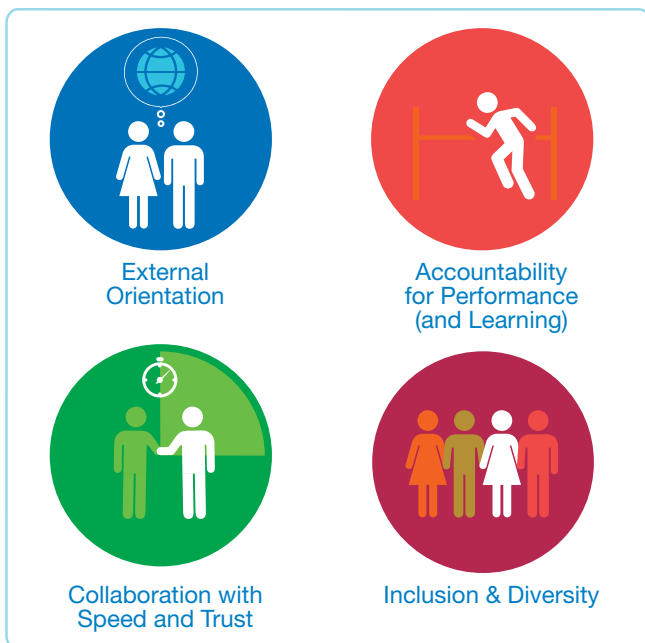 External
Orientation
Accountability
for Performance
(and Learning)
Collaboration with
Speed and Trust
Inclusion & Diversity